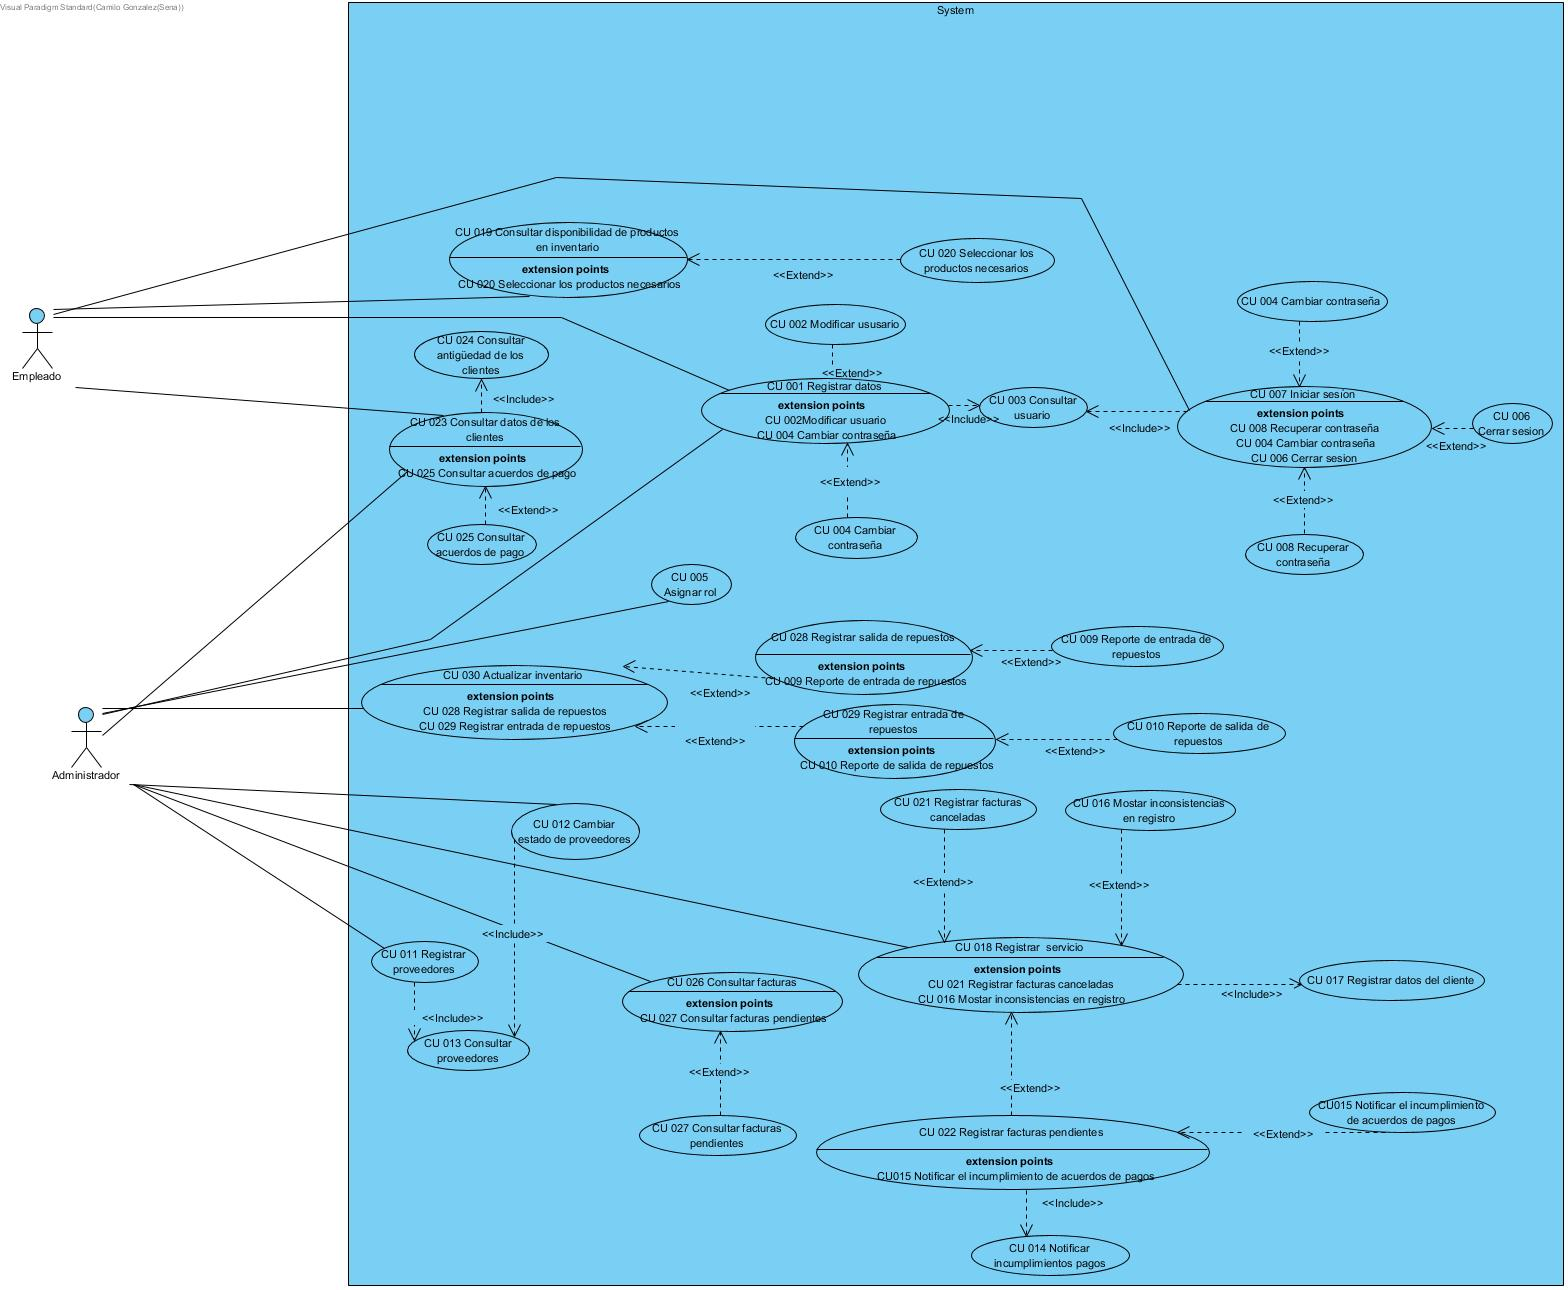 Visual Paradigm Standard(Camilo Gonzalez(Sena))
System
CU 019 Consultar disponibilidad de productos
en inventario
extension points
CU 020 Seleccionar los productos necesarios
<<Extend>>
CU 020 Seleccionar los
productos necesarios
CU 004 Cambiar contraseña
<<Extend>>
Empleado
CU 024 Consultar
antigüedad de los
clientes
<<Include>>
CU 023 Consultar datos de los
clientes
extension points
CU 025 Consultar acuerdos de pago
<<Extend>>
CU 025 Consultar
acuerdos de pago
CU 002 Modificar ususario
<<Extend>>
CU 001 Registrar datos
extension points
CU 002Modificar usuario
CU 004 Cambiar contraseña
<<Extend>>
CU 004 Cambiar
contraseña
<<Include>>
CU 003 Consultar
usuario
<<Include>>
CU 007 Iniciar sesion
extension points
CU 008 Recuperar contraseña
CU 004 Cambiar contraseña
CU 006 Cerrar sesion
<<Extend>>
CU 006
Cerrar sesion
<<Extend>>
CU 008 Recuperar
contraseña
CU 005
Asignar rol
CU 028 Registrar salida de repuestos
extension points
CU 009 Reporte de entrada de repuestos
<<Extend>>
CU 009 Reporte de entrada de
repuestos
CU 030 Actualizar inventario
extension points
CU 028 Registrar salida de repuestos
CU 029 Registrar entrada de repuestos
<<Extend>>
<<Extend>>
CU 029 Registrar entrada de
repuestos
extension points
CU 010 Reporte de salida de repuestos
<<Extend>>
CU 010 Reporte de salida de
repuestos
Administrador
CU 012 Cambiar
estado de proveedores
<<Include>>
CU 011 Registrar
proveedores
<<Include>>
CU 013 Consultar
proveedores
CU 021 Registrar facturas
canceladas
<<Extend>>
CU 016 Mostar inconsistencias
en registro
<<Extend>>
CU 018 Registrar  servicio
extension points
CU 021 Registrar facturas canceladas
CU 016 Mostar inconsistencias en registro
<<Include>>
CU 017 Registrar datos del cliente
CU 026 Consultar facturas
extension points
CU 027 Consultar facturas pendientes
<<Extend>>
CU 027 Consultar facturas
pendientes
<<Extend>>
CU 022 Registrar facturas pendientes
extension points
CU015 Notificar el incumplimiento de acuerdos de pagos
<<Extend>>
CU015 Notificar el incumplimiento
de acuerdos de pagos
<<Include>>
CU 014 Notificar
incumplimientos pagos